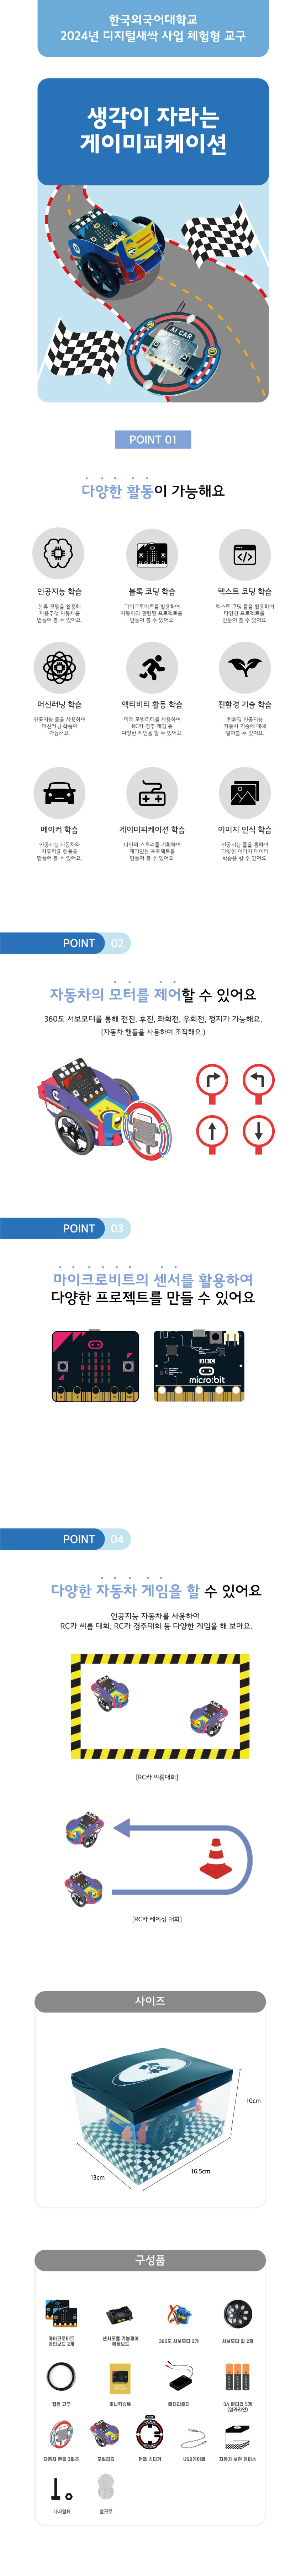 한국외국어대학교
2024년 디지털새싹 사업 체험형 교구
생각이 자라는
게이미피케이션
AI CAR
POINT 01
다양한 활동이 가능해요
인공지능 학습
분류 모델을 활용해
자율주행 자동차를
만들어 볼 수 있어요.
블록 코딩 학습
마이크로비트를 활용하여
자동차와 관련된 프로젝트를
만들어 볼 수 있어요.
텍스트 코딩 학습
텍스트 코딩 툴을 활용하여
다양한 프로젝트를
만들어 볼 수 있어요.
머신러닝 학습
인공지능 툴을 사용하여
머신러닝 학습이
가능해요.
액티비티 활동 학습
미래 모빌리티를 사용하여
RC카 경주 게임 등
다양한 게임을 할 수 있어요.
친환경 기술 학습
친환경 인공지능
자동차 기술에 대해
알아볼 수 있어요.
메이커 학습
인공지능 자동차와
자동차용 핸들을
만들어 볼 수 있어요.
게이미피케이션 학습
나만의 스토리를 기획하여
재미있는 프로젝트를
만들어 볼 수 있어요.
이미지 인식 학습
인공지능 툴을 통하여
다양한 이미지 데이터
학습을 할 수 있어요.
POINT 02
자동차의 모터를 제어할 수 있어요
360도 서보모터를 통해 전진, 후진, 좌회전, 우회전, 정지가 가능해요.
(자동차 핸들을 사용하여 조작해요.)
POINT 03
마이크로비트의 센서를 활용하여
다양한 프로젝트를 만들 수 있어요
BBC
micro:bit
POINT 04
다양한 자동차 게임을 할 수 있어요
인공지능 자동차를 사용하여
RC카 씨름 대회, RC카 경주대회 등 다양한 게임을 해 보아요.
[RC카 씨름대회]
[RC카 레이싱 대회]
사이즈
10cm
13cm
16.5cm
구성품
마이크로비트
메인보드 2개
센서모듈 기능제어
확장보드
360도 서보모터 2개
서보모터 휠 2개
휠용 고무
미니학습북
배터리홀더
3A 배터리 5개
(알카라인)
자동차 핸들 3파츠
모빌리티
핸들 스티커
USB케이블
자동차 보관 케이스
나사일체
벨크로